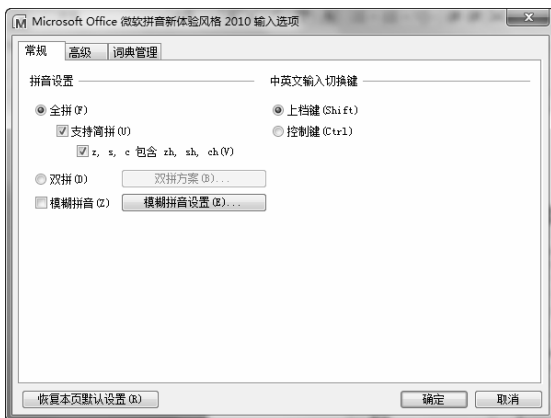 Microsoft Office 微软拼音新体验风格 2010 输入选项
常规 高级 词典管理
拼音设置
全拼(F)
支持简拼(U)
z, s, c 包含 zh, sh, ch(V)
双拼(D) 双拼方案(B)...
模糊拼音(Z) 模糊拼音设置(E)...
中英文输入切换键
上档键(Shift)
控制键(Ctrl)
恢复本页默认设置(R) 确定 取消